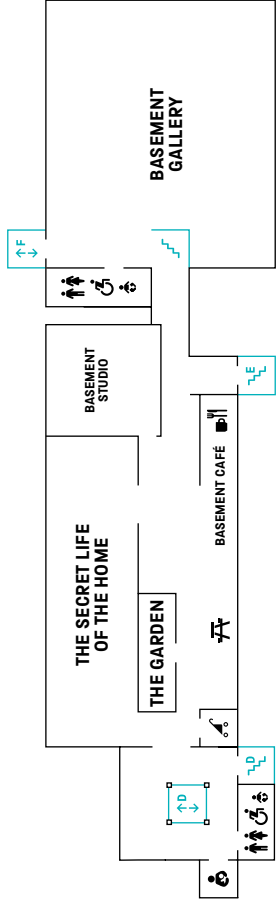 BASEMENT
GALLERY
F
BASEMENT
STUDIO
E
BASEMENT CAFÉ
THE SECRET LIFE
OF THE HOME
THE GARDEN
D
D